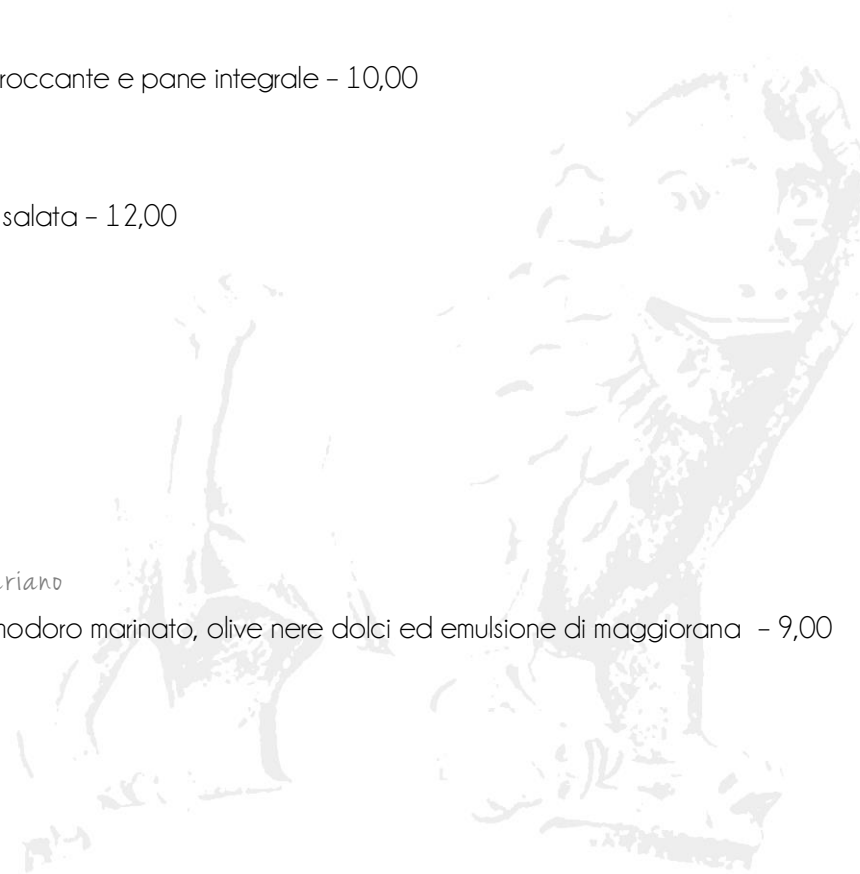 roccante e pane integrale – 10,00
salata – 12,00
riano
modoro marinato, olive nere dolci ed emulsione di maggiorana – 9,00